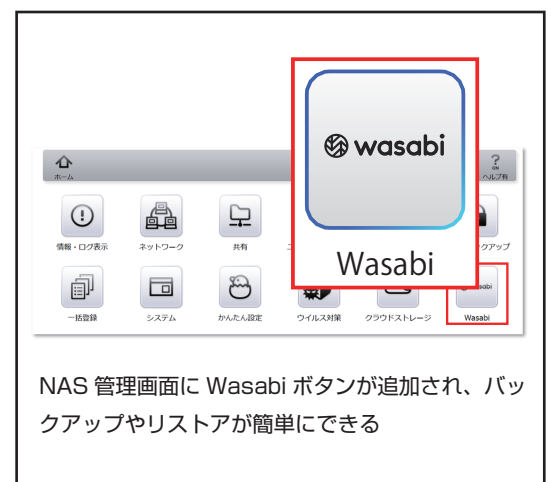 wasabi
Wasabi
ホーム
?
ON
ヘルプ有
情報・ログ表示
ネットワーク
共有
クアップ
一括登録
システム
かんたん設定
ウイルス対策
クラウドストレージ
Wasabi
NAS 管理画面に Wasabi ボタンが追加され、バッ
クアップやリストアが簡単にできる